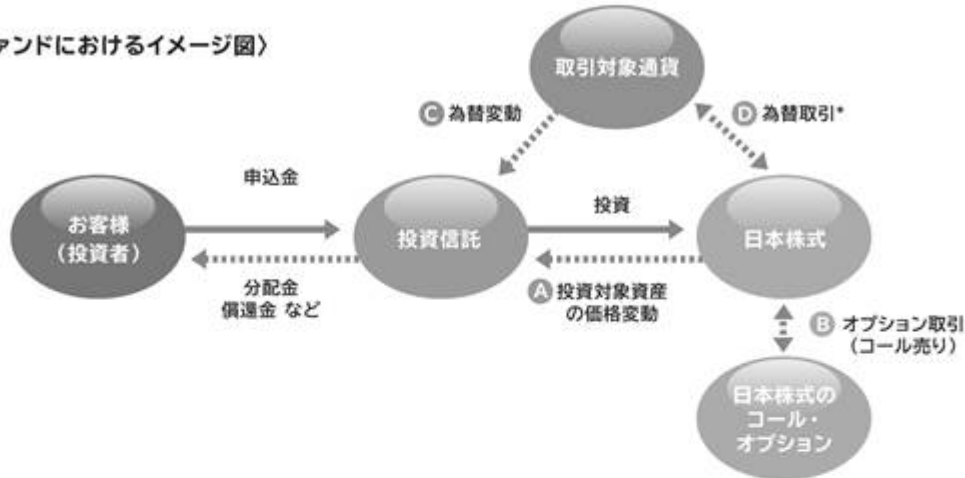 ァンドにおけるイメージ図〉
取引対象通貨
C 為替変動
D 為替取引*
申込金
投資
お客様
（投資者）
投資信託
日本株式
分配金
償還金 など
A 投資対象資産
の価格変動
B オプション取引
（コール売り）
日本株式の
コール・
オプション